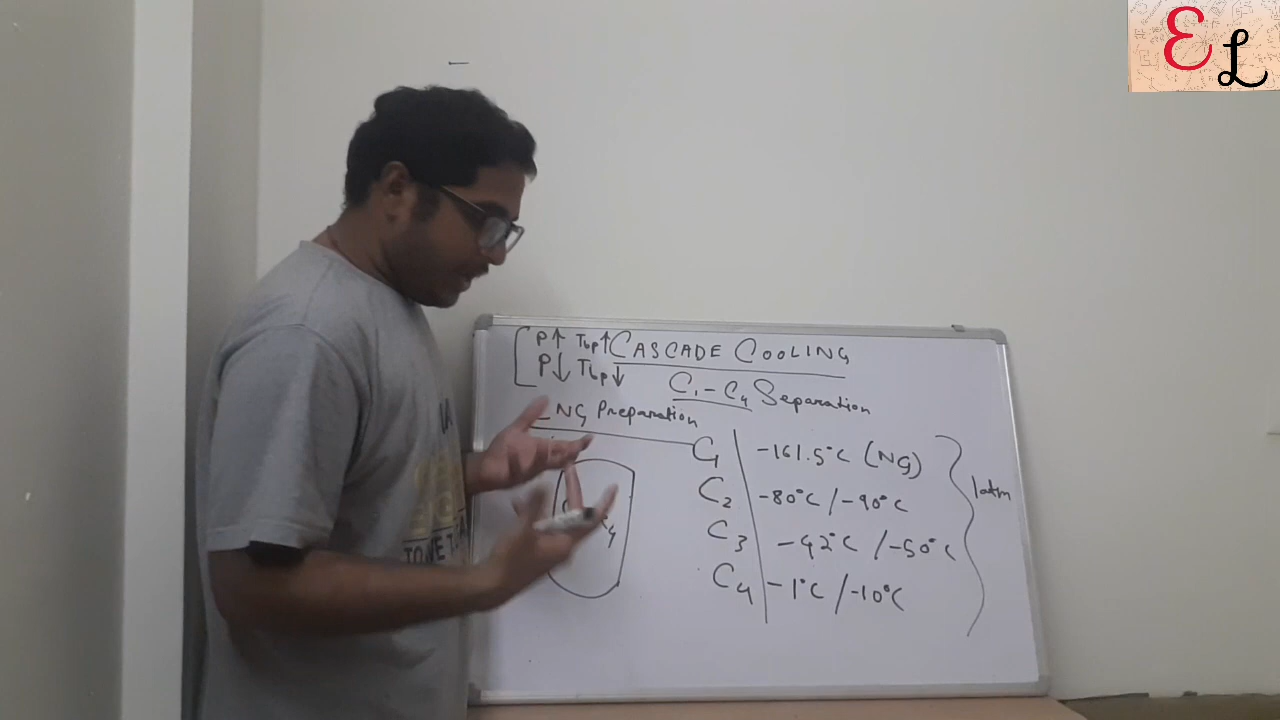 EL
P↑ Tbp↑ CASCADE COOLING
P↓ Tbp↓
C1-C4 Separation
LNG Preparation
C1 -161.5°C (NG)
C2 -80°C/-90°C
C3 -42°C/-50°C
C4 -1°C/-10°C
1atm